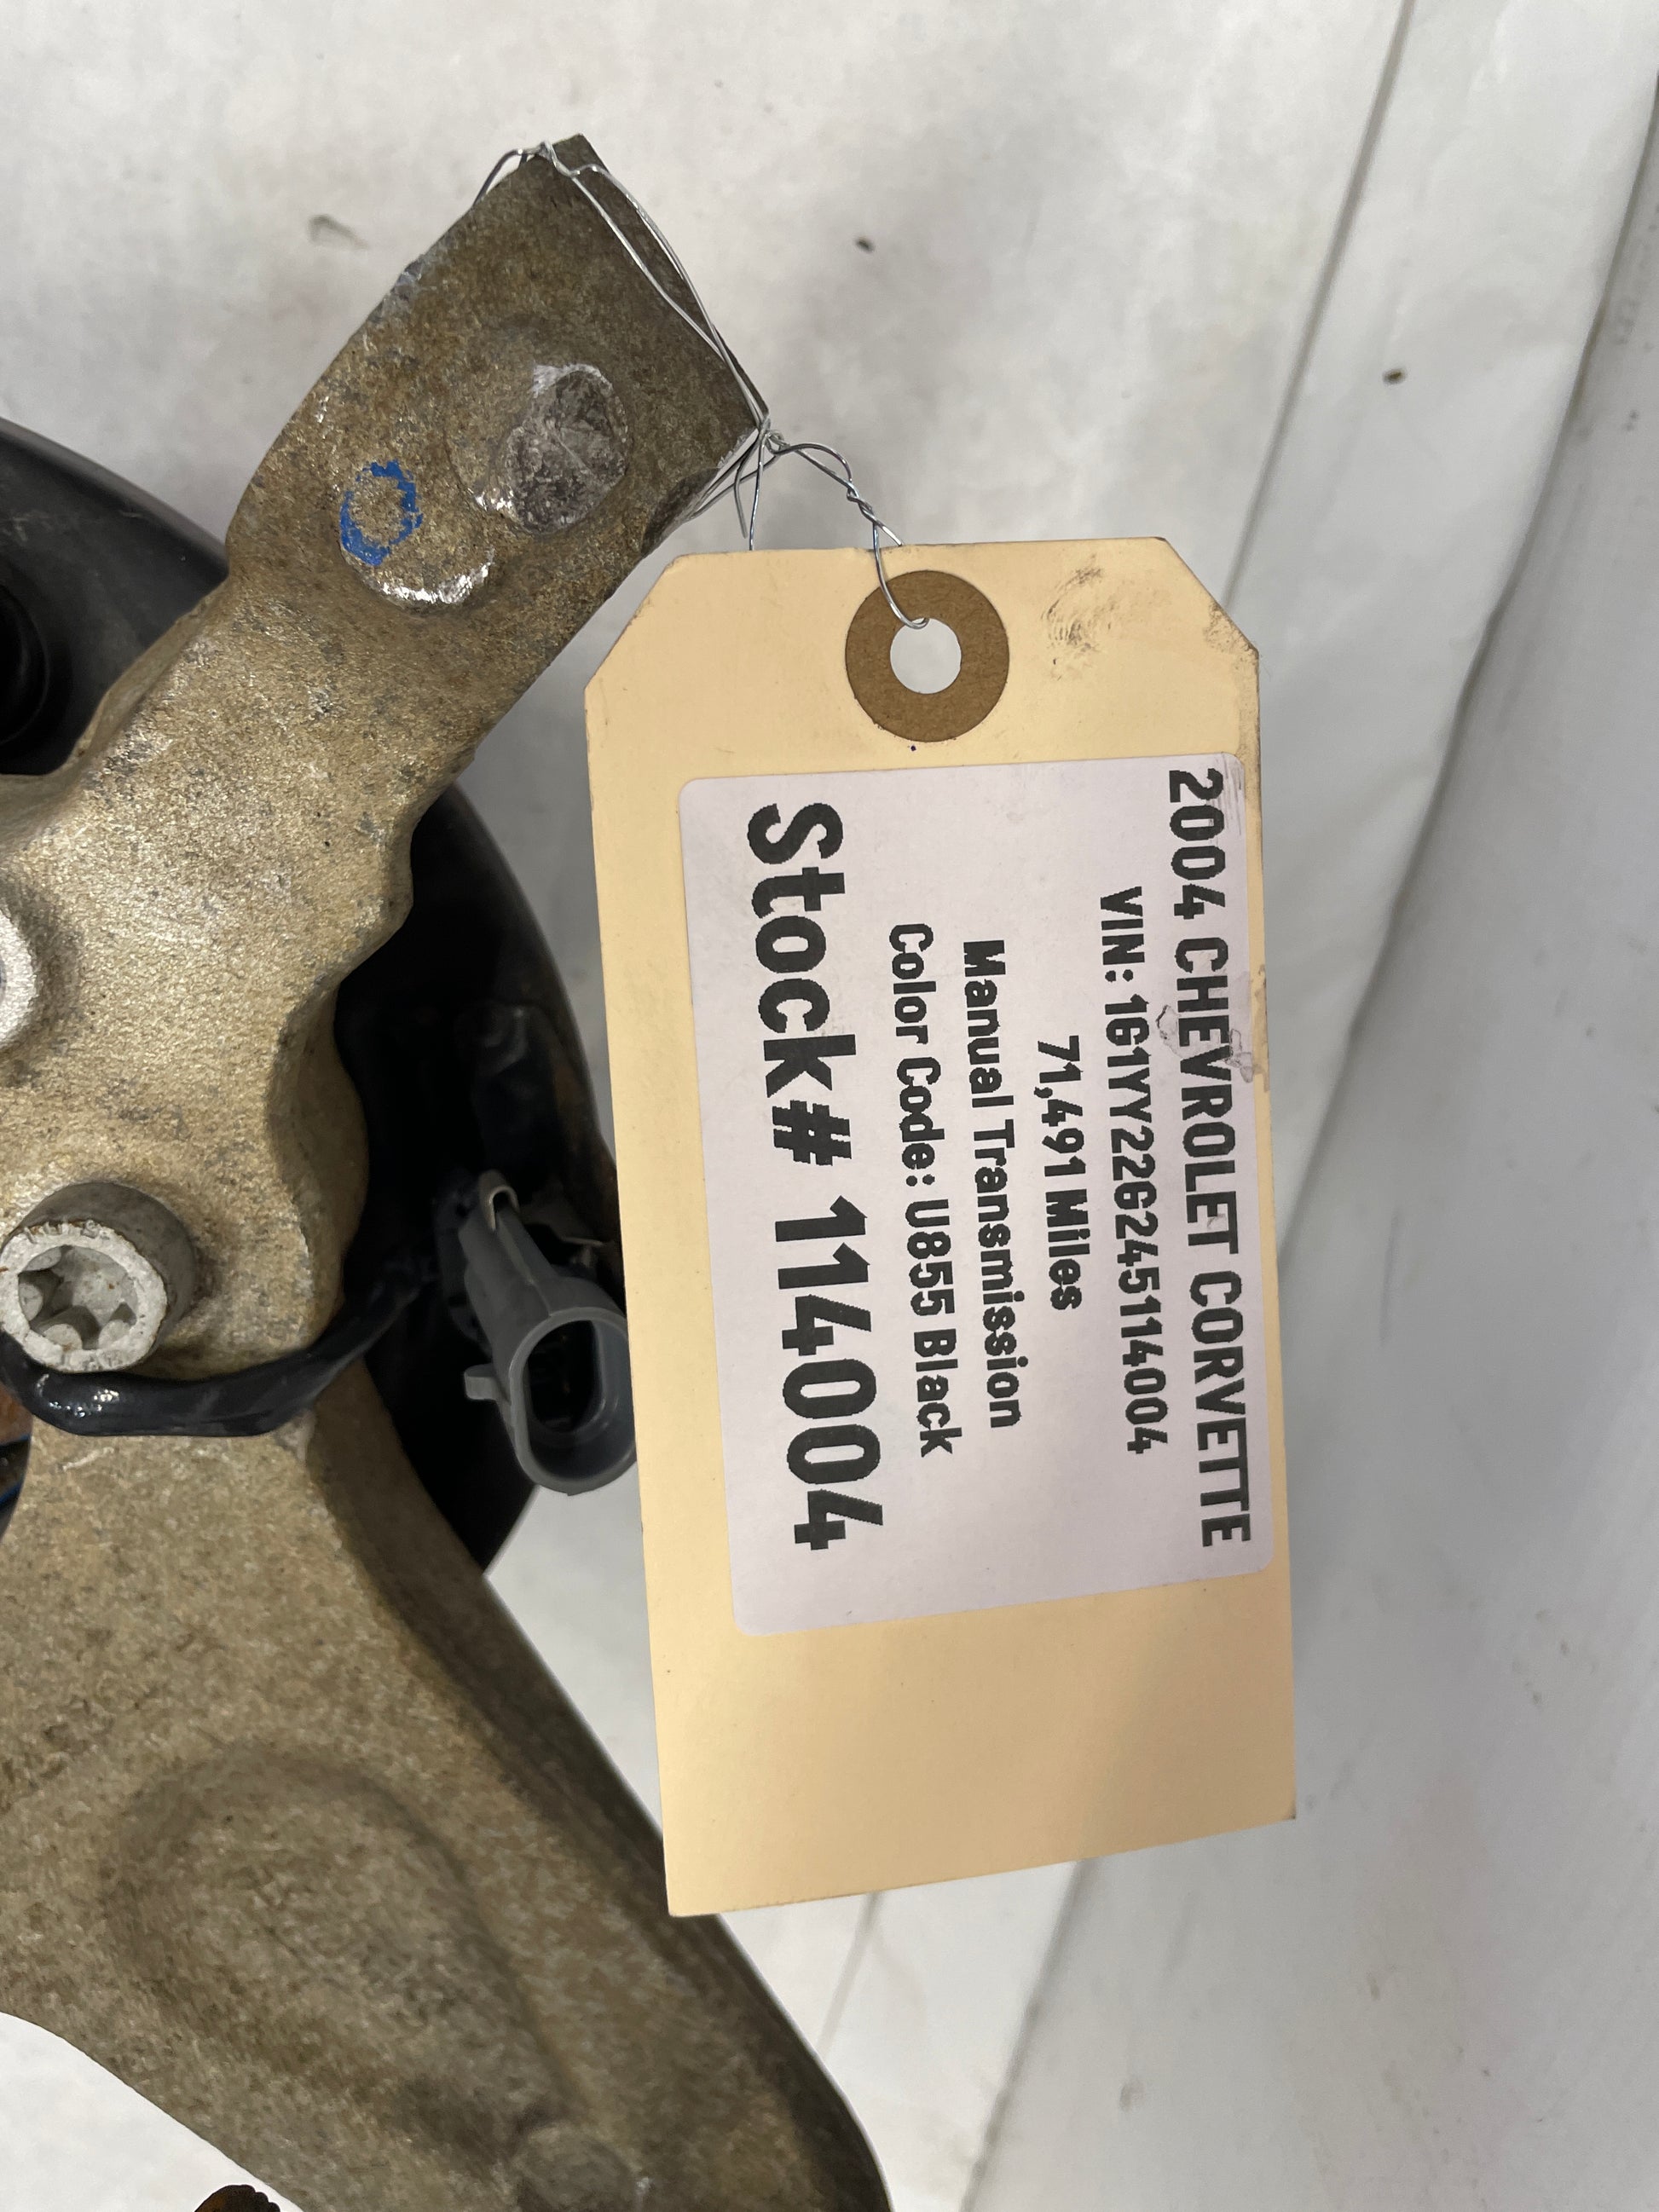 2004 CHEVROLET CORVETTE
VIN: 1G1YY22G245114004
71,491 Miles
Manual Transmission
Color Code: U855 Black
Stock# 114004